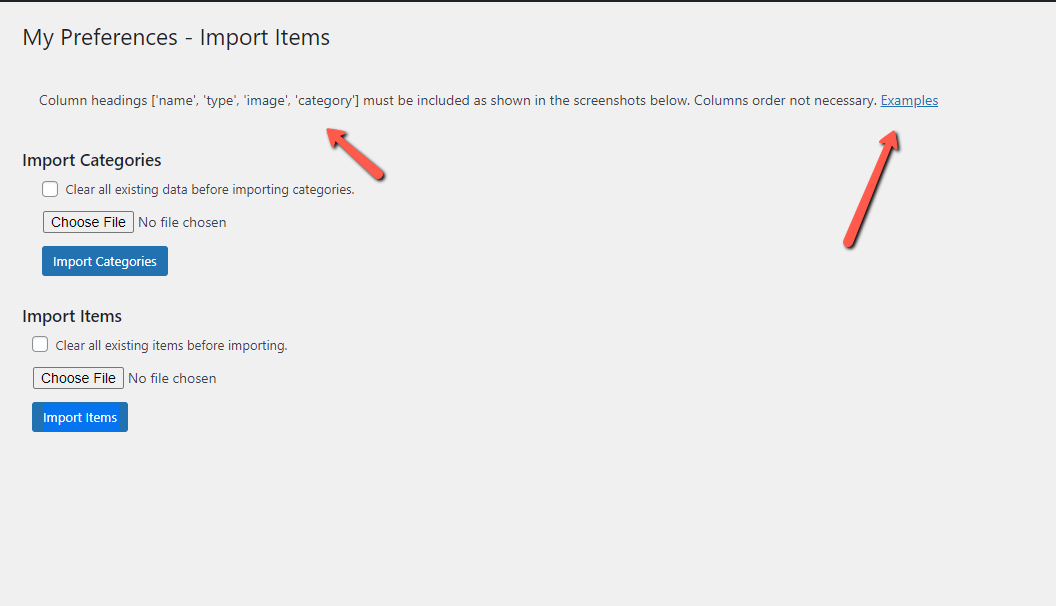 My Preferences - Import Items
Column headings ['name', 'type', 'image', 'category'] must be included as shown in the screenshots below. Columns order not necessary. Examples
Import Categories
Clear all existing data before importing categories.
Choose File No file chosen
Import Categories
Import Items
Clear all existing items before importing.
Choose File No file chosen
Import Items